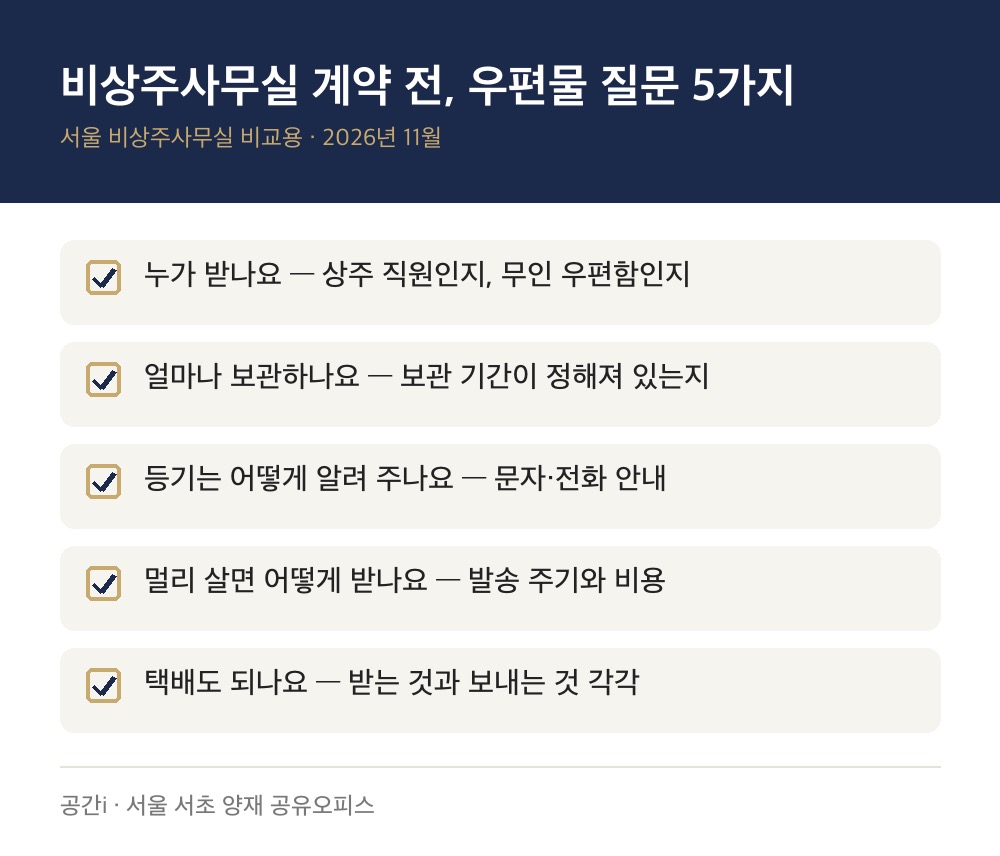 비상주사무실 계약 전, 우편물 질문 5가지
서울 비상주사무실 비교용 · 2026년 11월
누가 받나요 — 상주 직원인지, 무인 우편함인지
얼마나 보관하나요 — 보관 기간이 정해져 있는지
등기는 어떻게 알려 주나요 — 문자·전화 안내
멀리 살면 어떻게 받나요 — 발송 주기와 비용
택배도 되나요 — 받는 것과 보내는 것 각각
공간i · 서울 서초 양재 공유오피스